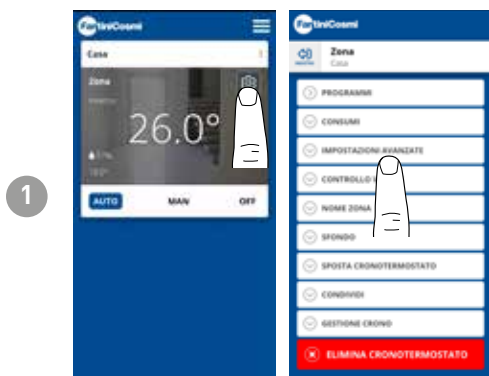 1
FantiniCosmi
Casa
Zona
26.0°
AUTO MAN OFF
FantiniCosmi
Zona
Casa
PROGRAMMI
CONSUMI
IMPOSTAZIONI AVANZATE
CONTROLLO
NOME ZONA
SFONDO
SPOSTA CRONOTERMOSTATO
CONDIVIDI
GESTIONE CRONO
ELIMINA CRONOTERMOSTATO